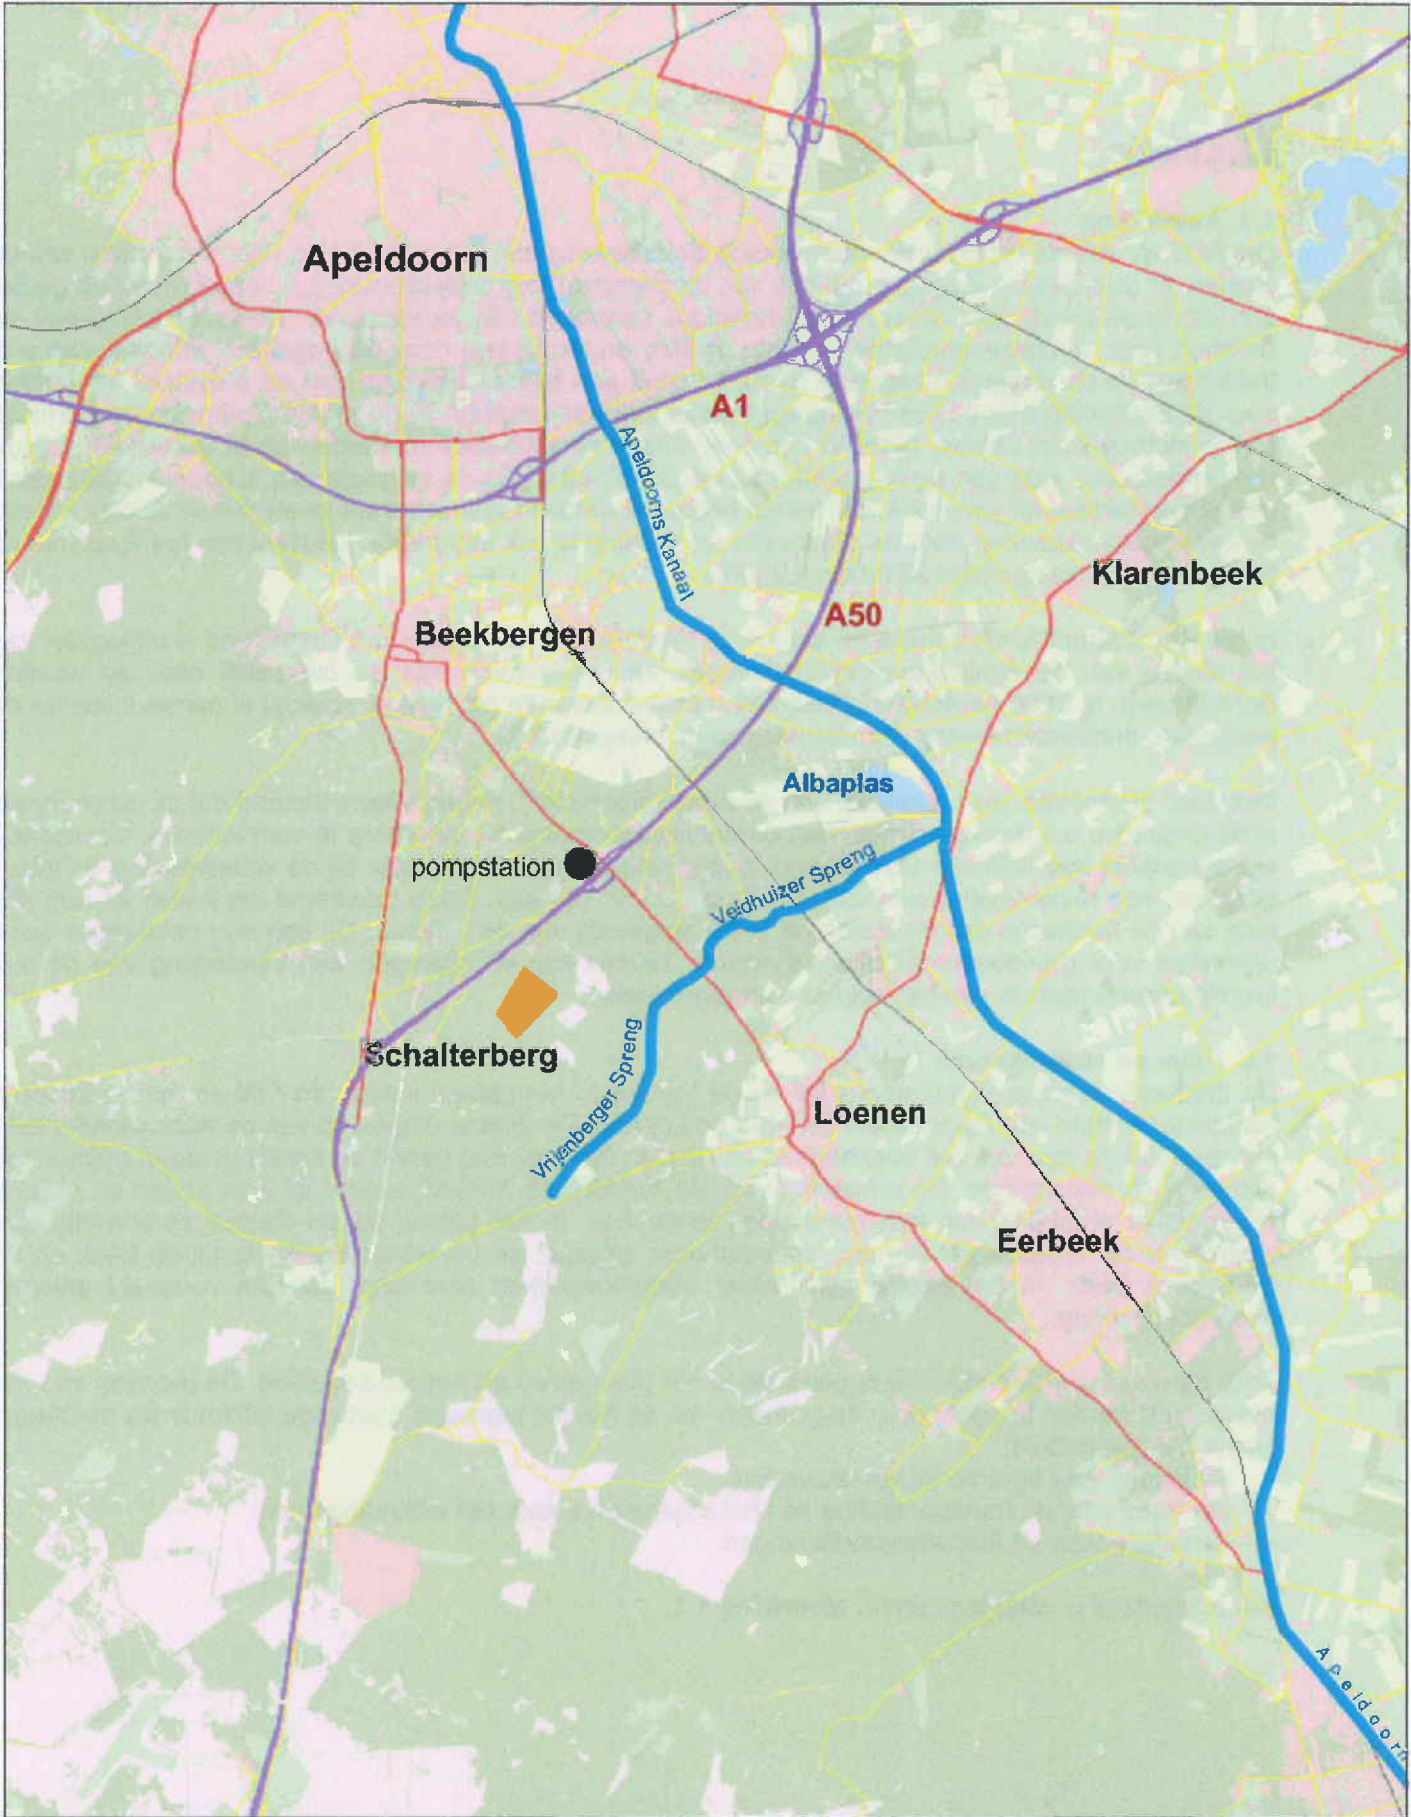 Apeldoorn
A1
Apeldoorns Kanaal
Klarenbeek
A50
Beekbergen
Albaplas
pompstation
Veldhuizer Spreng
Schalterberg
Vrijenberger Spreng
Loenen
Eerbeek
Apeldoorn